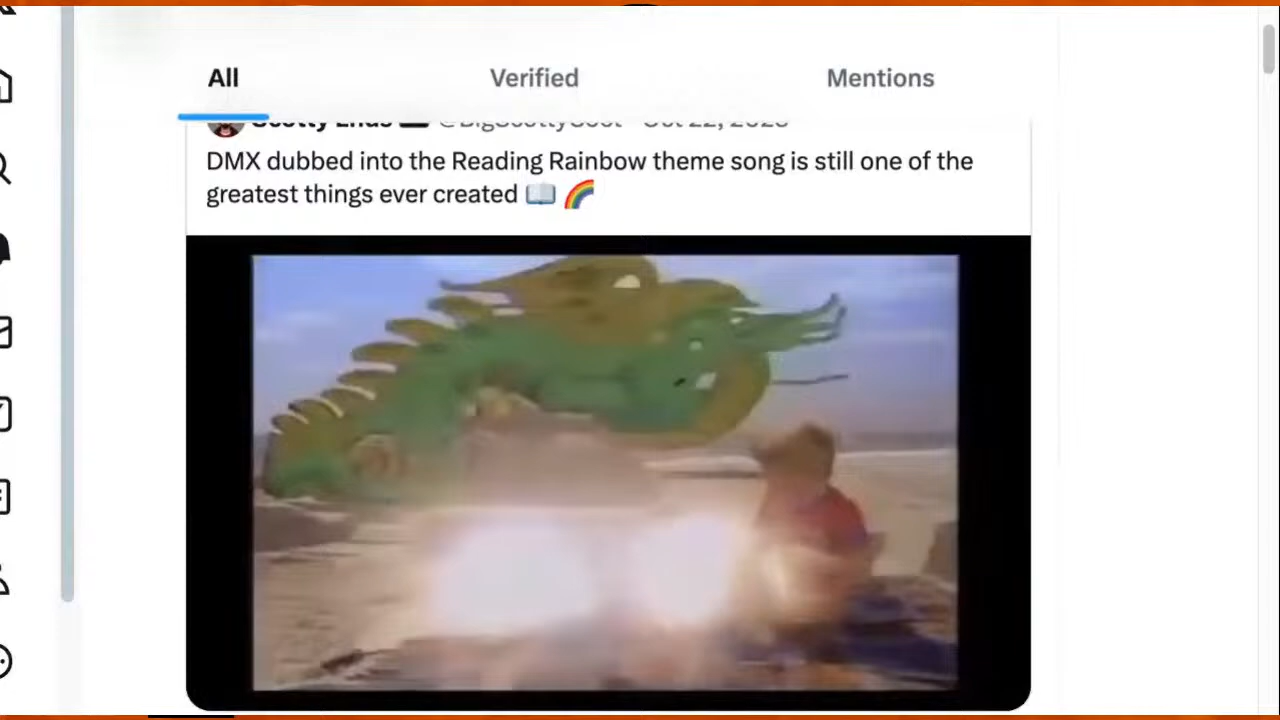 All Verified Mentions
DMX dubbed into the Reading Rainbow theme song is still one of the
greatest things ever created 📖 🌈